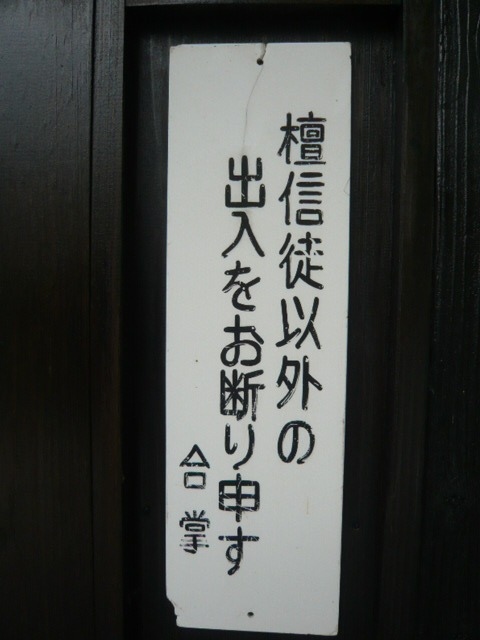 檀信徒以外の
出入をお断り申す
合掌